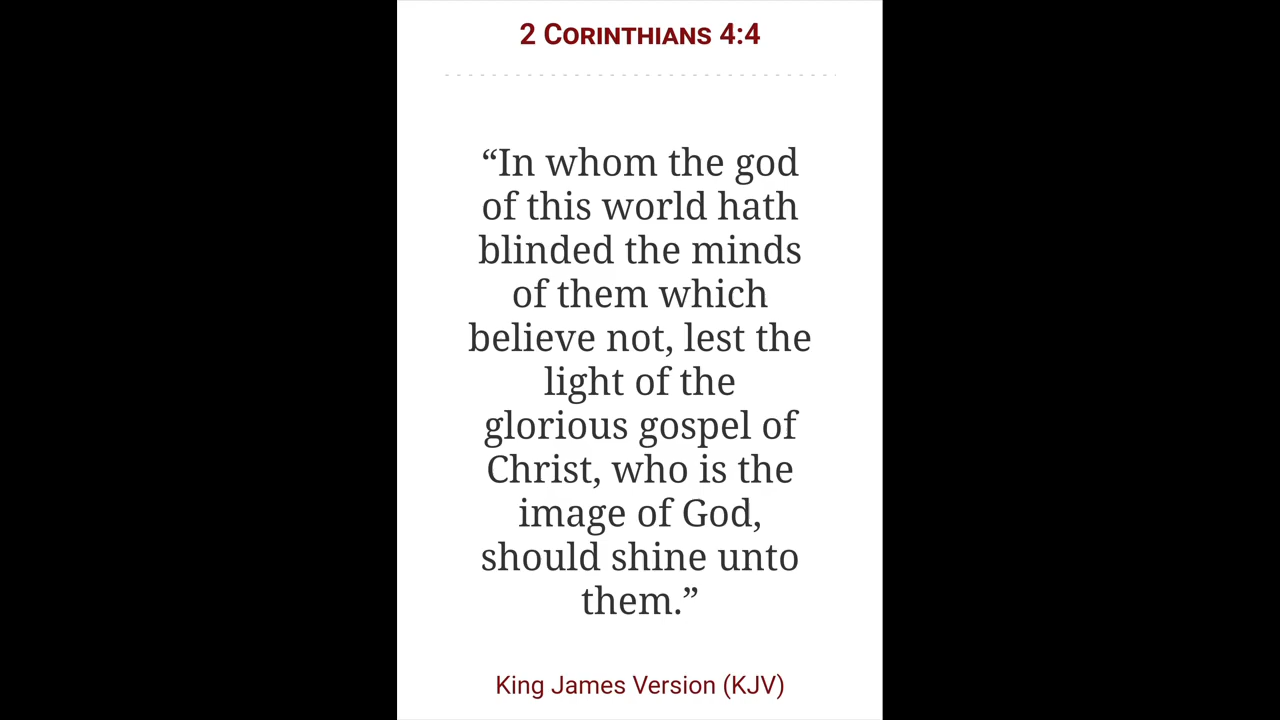 2 Corinthians 4:4
“In whom the god
of this world hath
blinded the minds
of them which
believe not, lest the
light of the
glorious gospel of
Christ, who is the
image of God,
should shine unto
them.”
King James Version (KJV)